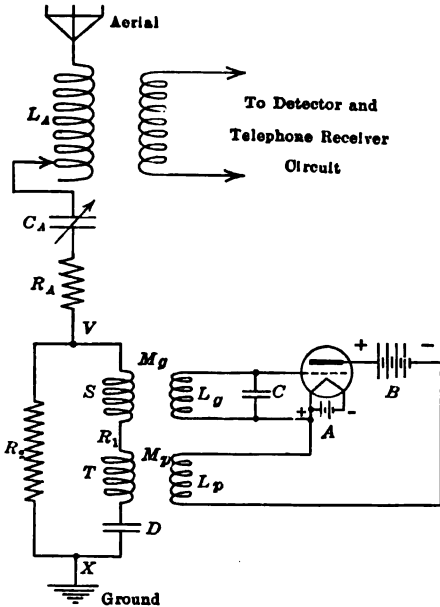 Aerial
L_A
To Detector and
Telephone Receiver
Circuit
C_A
R_A
V
M_g
+ −
S
L_g
C
B
+ −
A
R_1
R_2
M_p
T
L_p
D
X
Ground